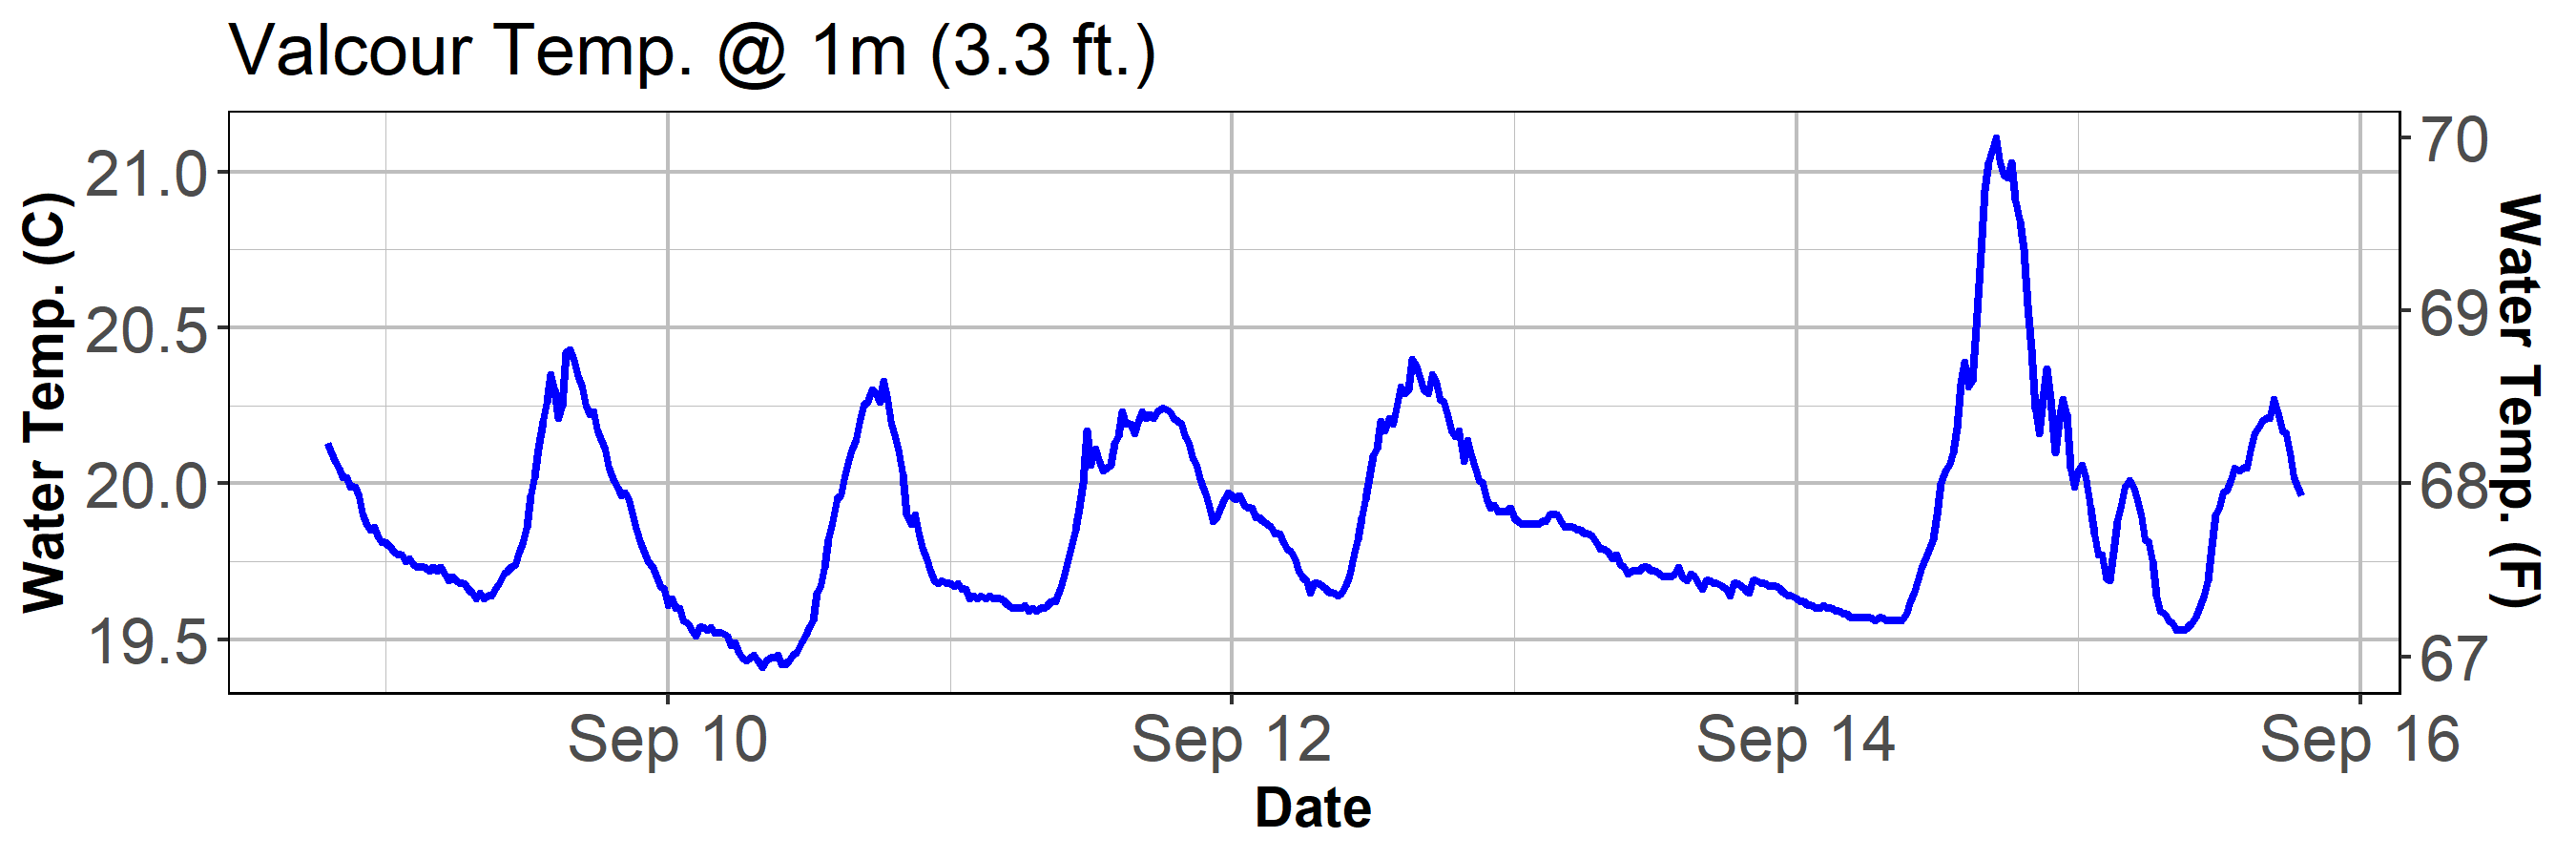 Valcour Temp. @ 1m (3.3 ft.)
Water Temp. (C)
21.0
20.5
20.0
19.5
70
69
68
67
Water Temp. (F)
Sep 10
Sep 12
Sep 14
Sep 16
Date